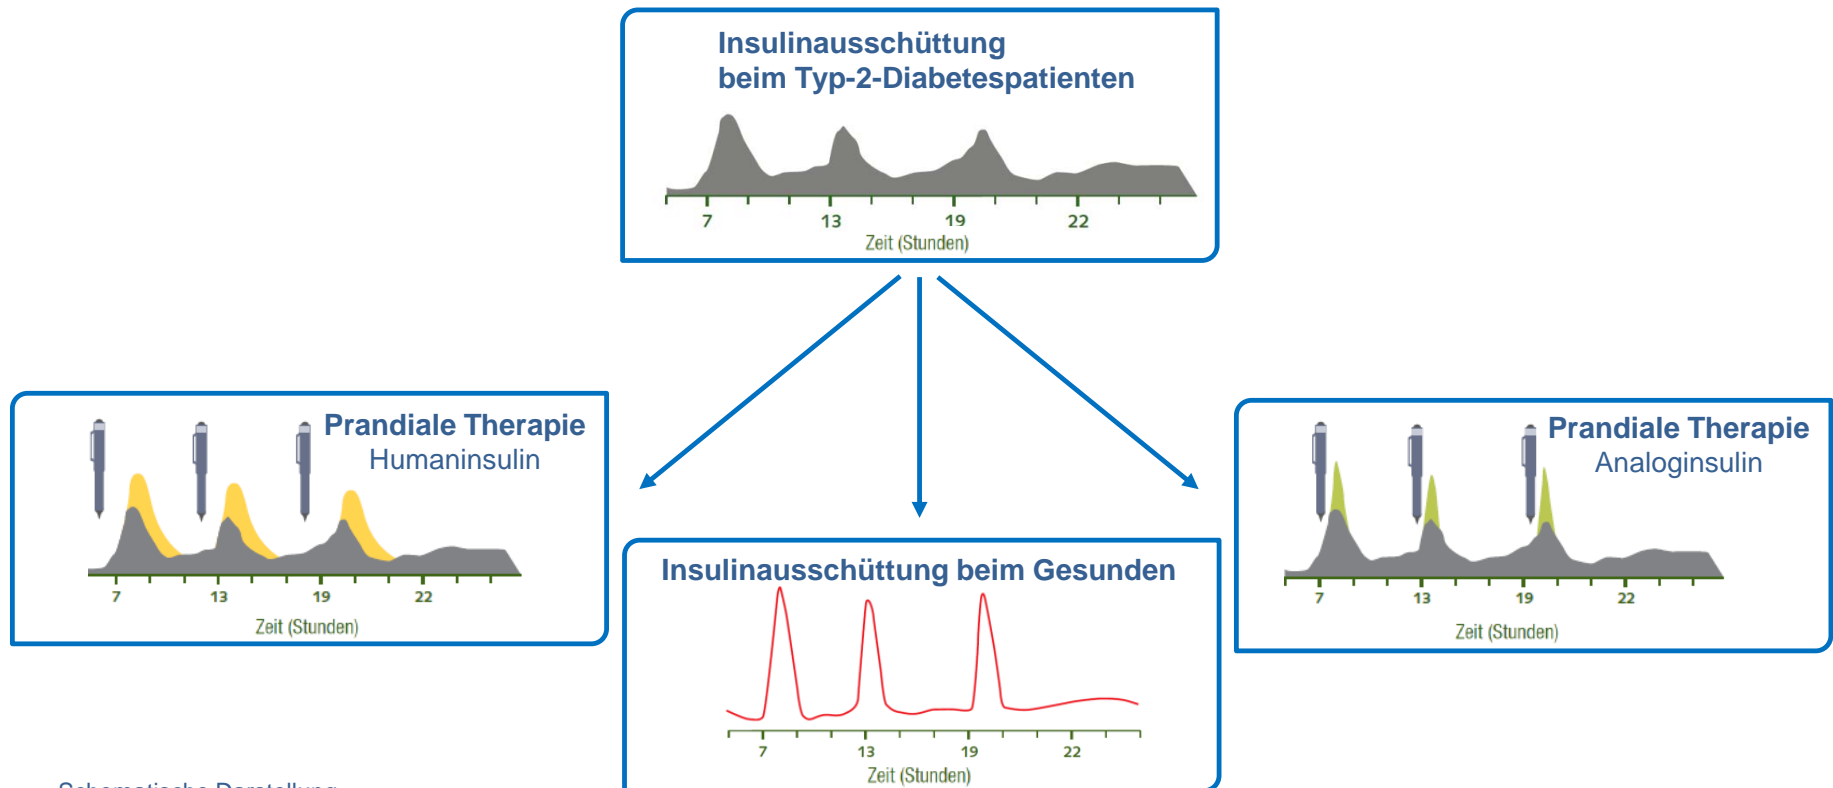 Insulinausschüttung
beim Typ-2-Diabetespatienten
7 13 19 22
Zeit (Stunden)
Prandiale Therapie
Humaninsulin
7 13 19 22
Zeit (Stunden)
Prandiale Therapie
Analoginsulin
7 13 19 22
Zeit (Stunden)
Insulinausschüttung beim Gesunden
7 13 19 22
Zeit (Stunden)
Schematische Darstellung